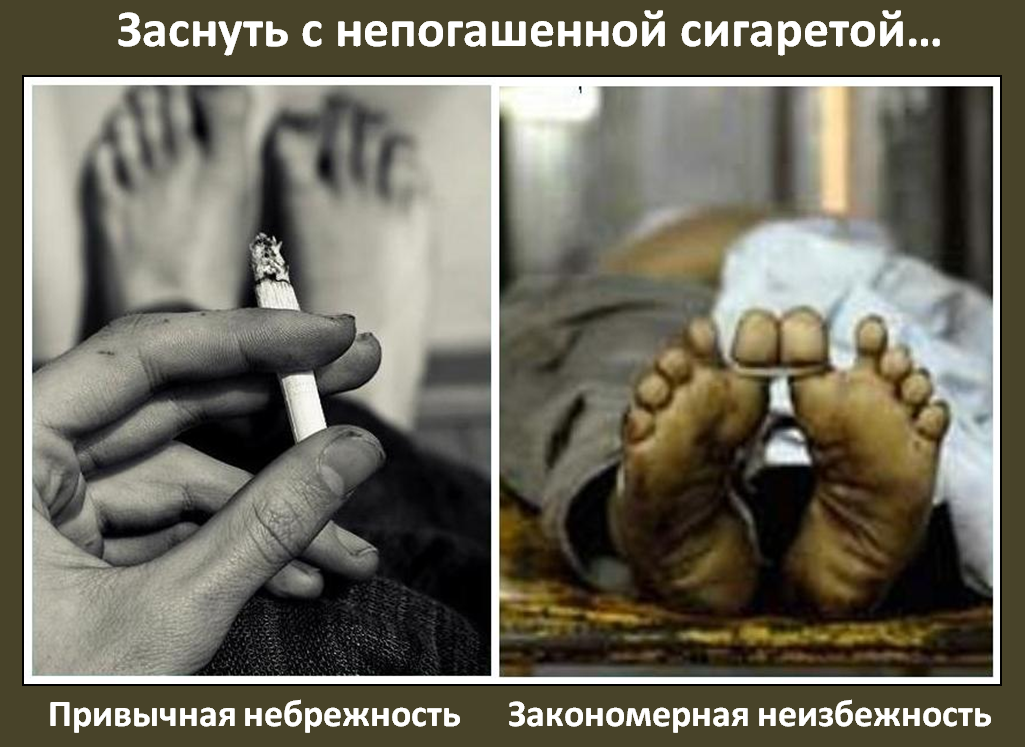 Заснуть с непогашенной сигаретой...
Привычная небрежность
Закономерная неизбежность